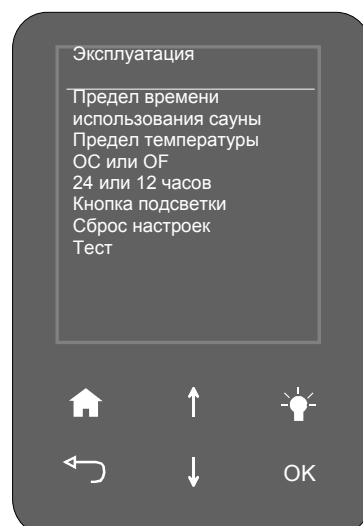 Эксплуатация
Предел времени
использования сауны
Предел температуры
ОС или OF
24 или 12 часов
Кнопка подсветки
Сброс настроек
Тест
OK